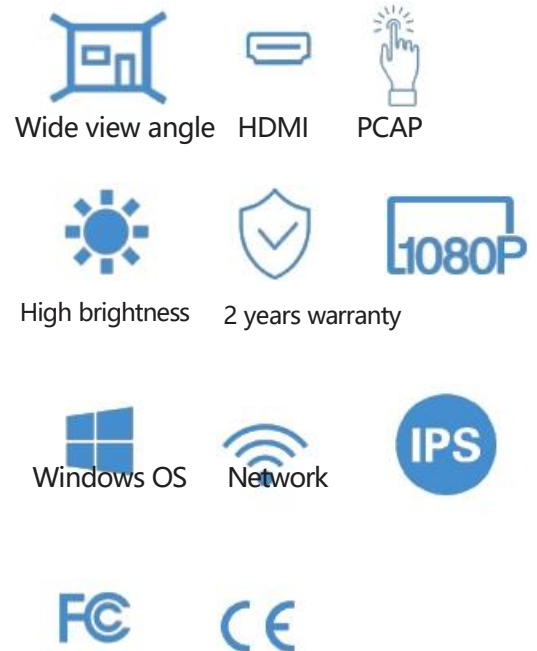 Wide view angle HDMI PCAP
1080P
High brightness 2 years warranty
IPS
Windows OS Network
FC CE